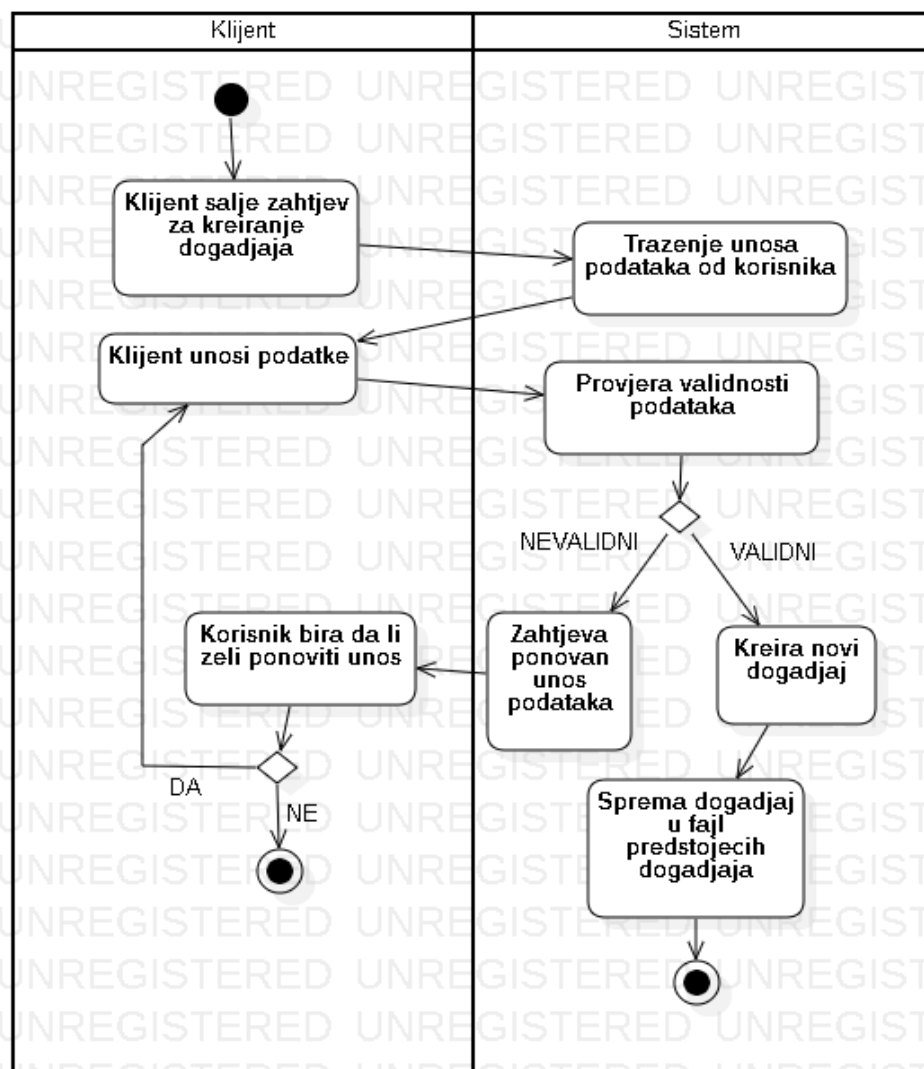 Klijent
Sistem
Klijent salje zahtjev
za kreiranje
dogadjaja
Trazenje unosa
podataka od korisnika
Klijent unosi podatke
Provjera validnosti
podataka
NEVALIDNI
VALIDNI
Korisnik bira da li
zeli ponoviti unos
Zahtjeva
ponovan
unos
podataka
Kreira novi
dogadjaj
DA
NE
Sprema dogadjaj
u fajl
predstojecih
dogadjaja
UNREGISTERED